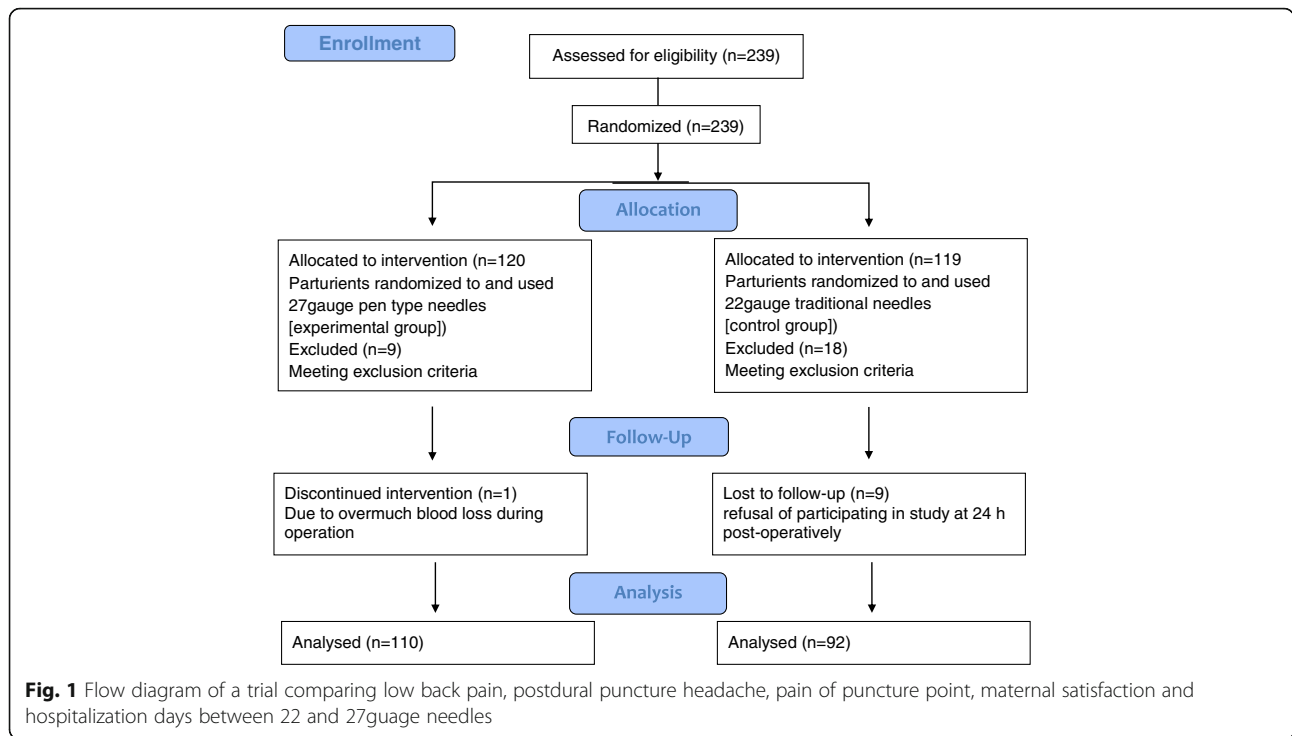 Enrollment
Assessed for eligibility (n=239)
Randomized (n=239)
Allocation
Allocated to intervention (n=120
Parturients randomized to and used
27gauge pen type needles
[experimental group])
Excluded (n=9)
Meeting exclusion criteria
Allocated to intervention (n=119
Parturients randomized to and used
22gauge traditional needles
[control group])
Excluded (n=18)
Meeting exclusion criteria
Follow-Up
Discontinued intervention (n=1)
Due to overmuch blood loss during
operation
Lost to follow-up (n=9)
refusal of participating in study at 24 h
post-operatively
Analysis
Analysed (n=110)
Analysed (n=92)
Fig. 1 Flow diagram of a trial comparing low back pain, postdural puncture headache, pain of puncture point, maternal satisfaction and
hospitalization days between 22 and 27guage needles